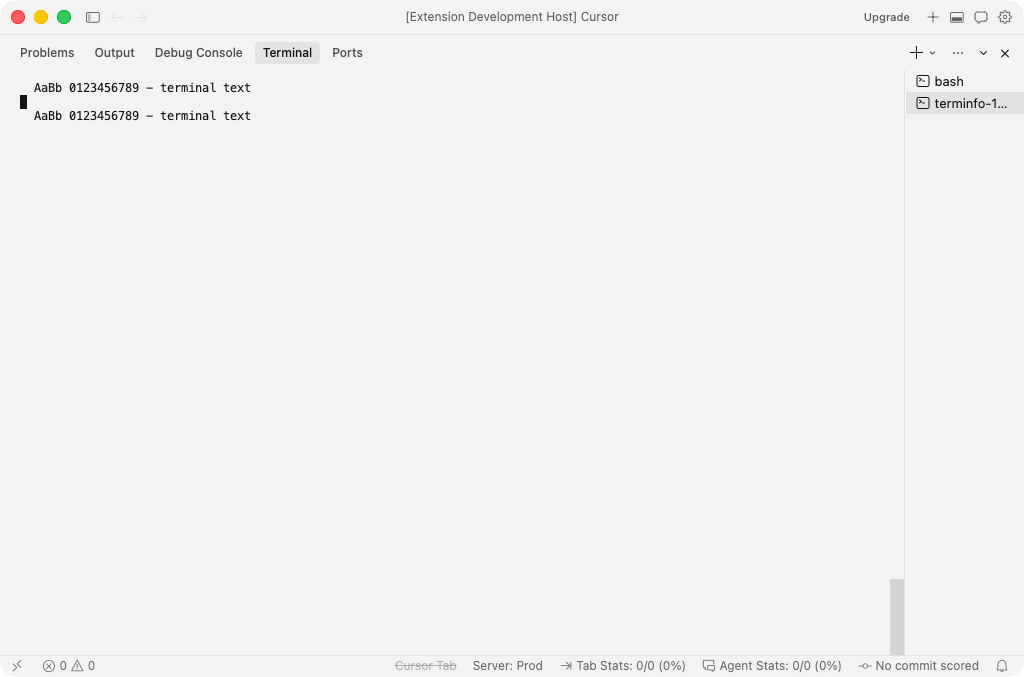 [Extension Development Host] Cursor
Upgrade
Problems Output Debug Console Terminal Ports
AaBb 0123456789 — terminal text
AaBb 0123456789 — terminal text
bash
terminfo-1...
0 0 Cursor Tab Server: Prod Tab Stats: 0/0 (0%) Agent Stats: 0/0 (0%) No commit scored